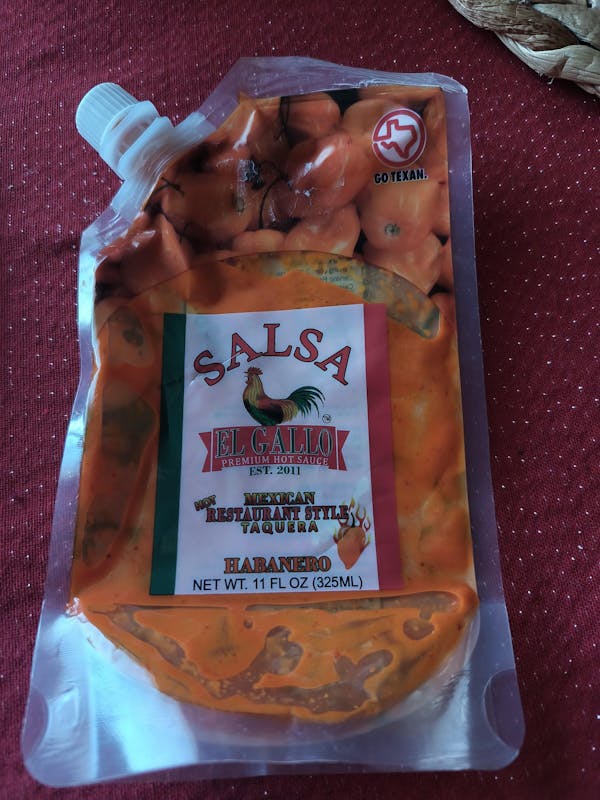 GO TEXAN.
SALSA
TM
EL GALLO
PREMIUM HOT SAUCE
EST. 2011
HOT
MEXICAN
RESTAURANT STYLE
TAQUERA
HABANERO
NET WT. 11 FL OZ (325ML)